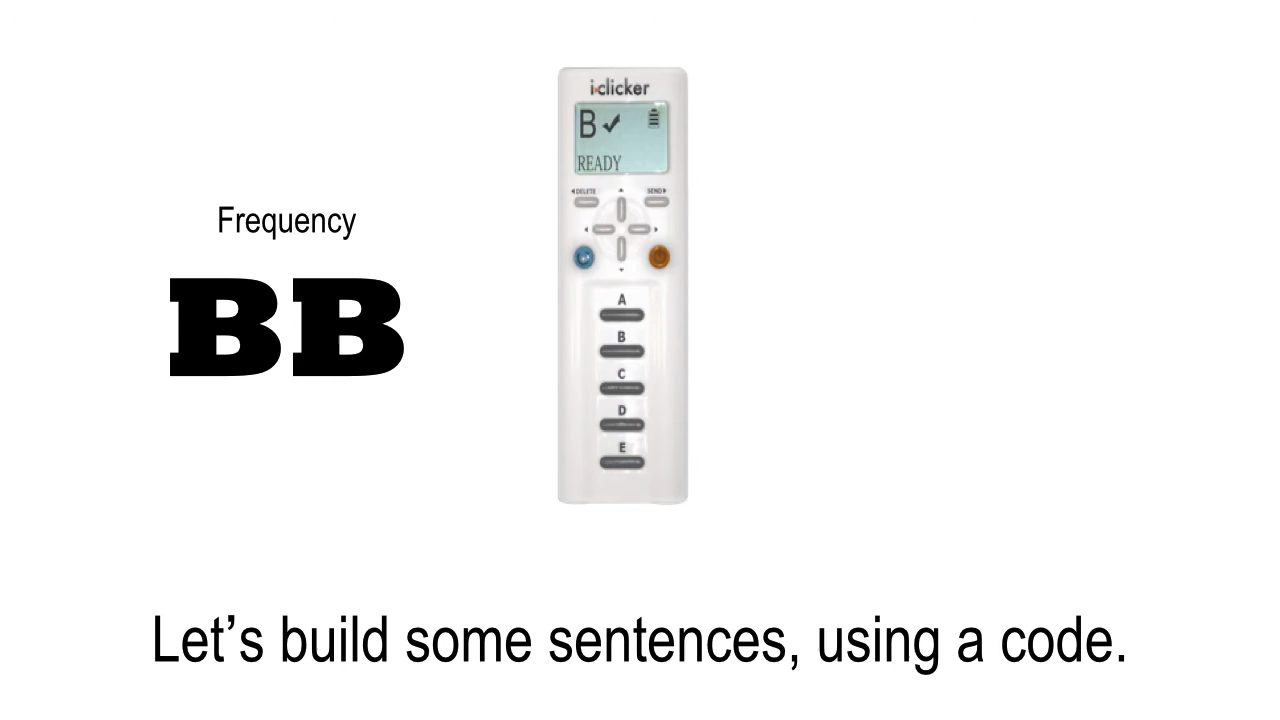 i>clicker
B✓
READY
DELETE SEND
Frequency
BB
A
B
C
D
E
Let’s build some sentences, using a code.